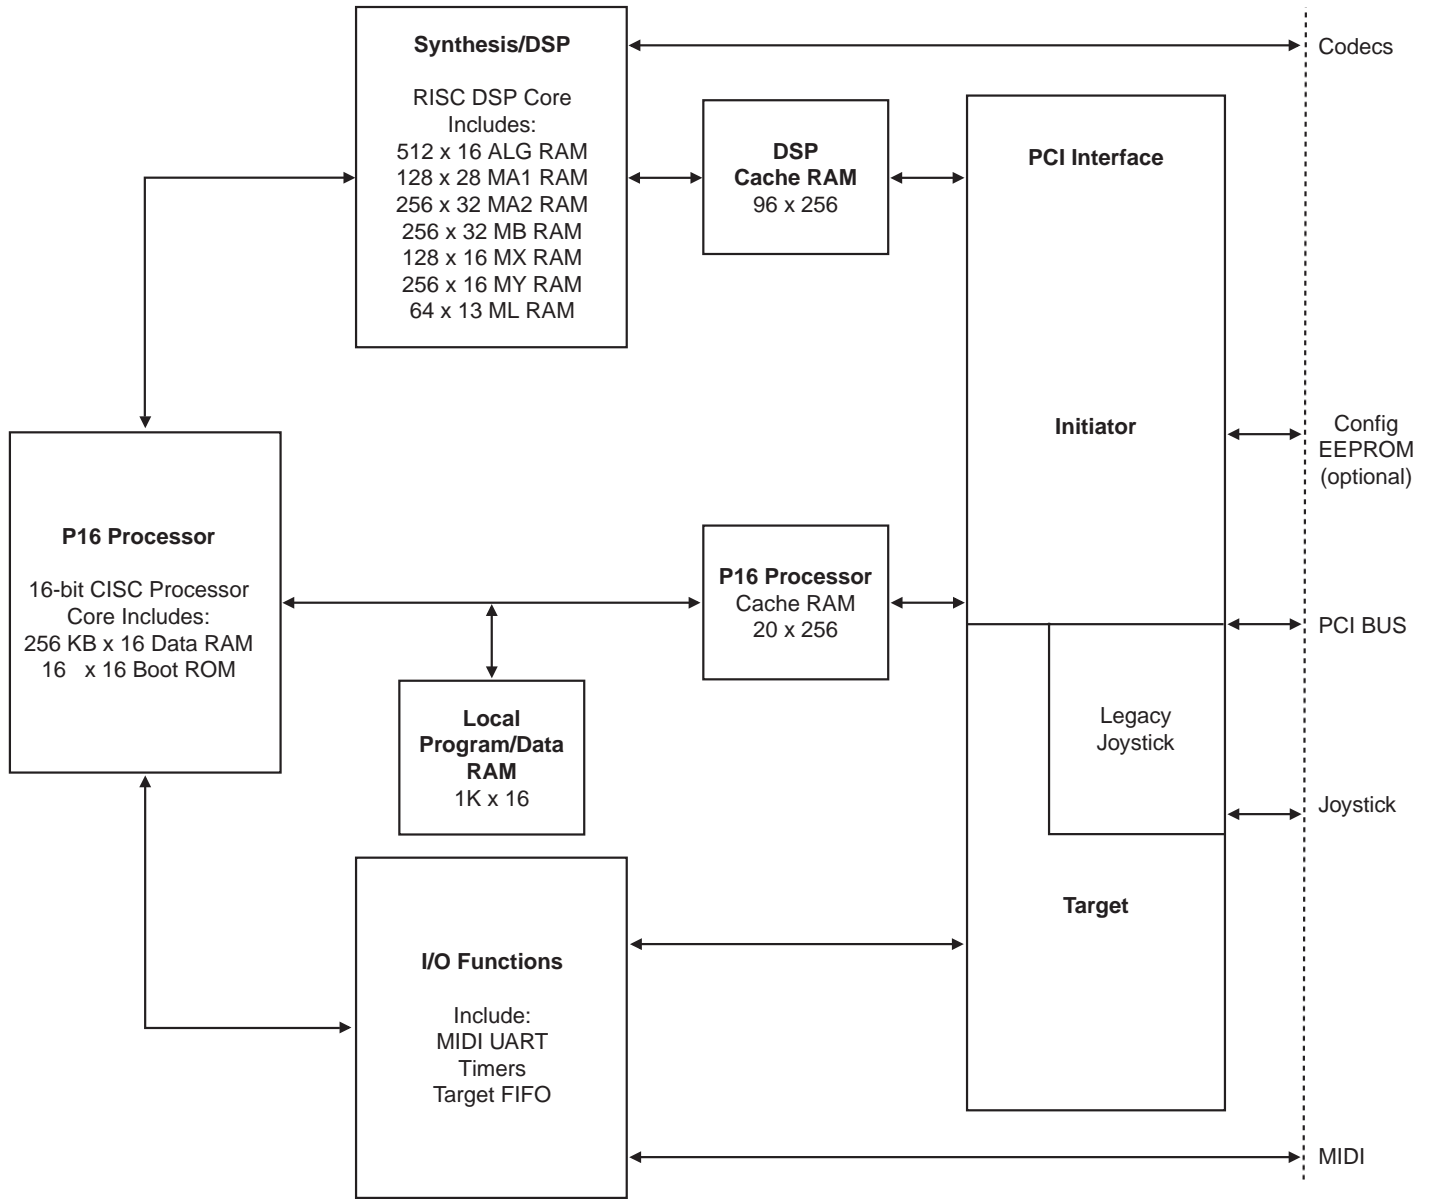 Synthesis/DSP
RISC DSP Core
Includes:
512 x 16 ALG RAM
128 x 28 MA1 RAM
256 x 32 MA2 RAM
256 x 32 MB RAM
128 x 16 MX RAM
256 x 16 MY RAM
64 x 13 ML RAM
DSP
Cache RAM
96 x 256
PCI Interface
Initiator
Codecs
Config
EEPROM
(optional)
P16 Processor
16-bit CISC Processor
Core Includes:
256 KB x 16 Data RAM
16 x 16 Boot ROM
P16 Processor
Cache RAM
20 x 256
PCI BUS
Local
Program/Data
RAM
1K x 16
Legacy
Joystick
Joystick
Target
I/O Functions
Include:
MIDI UART
Timers
Target FIFO
MIDI